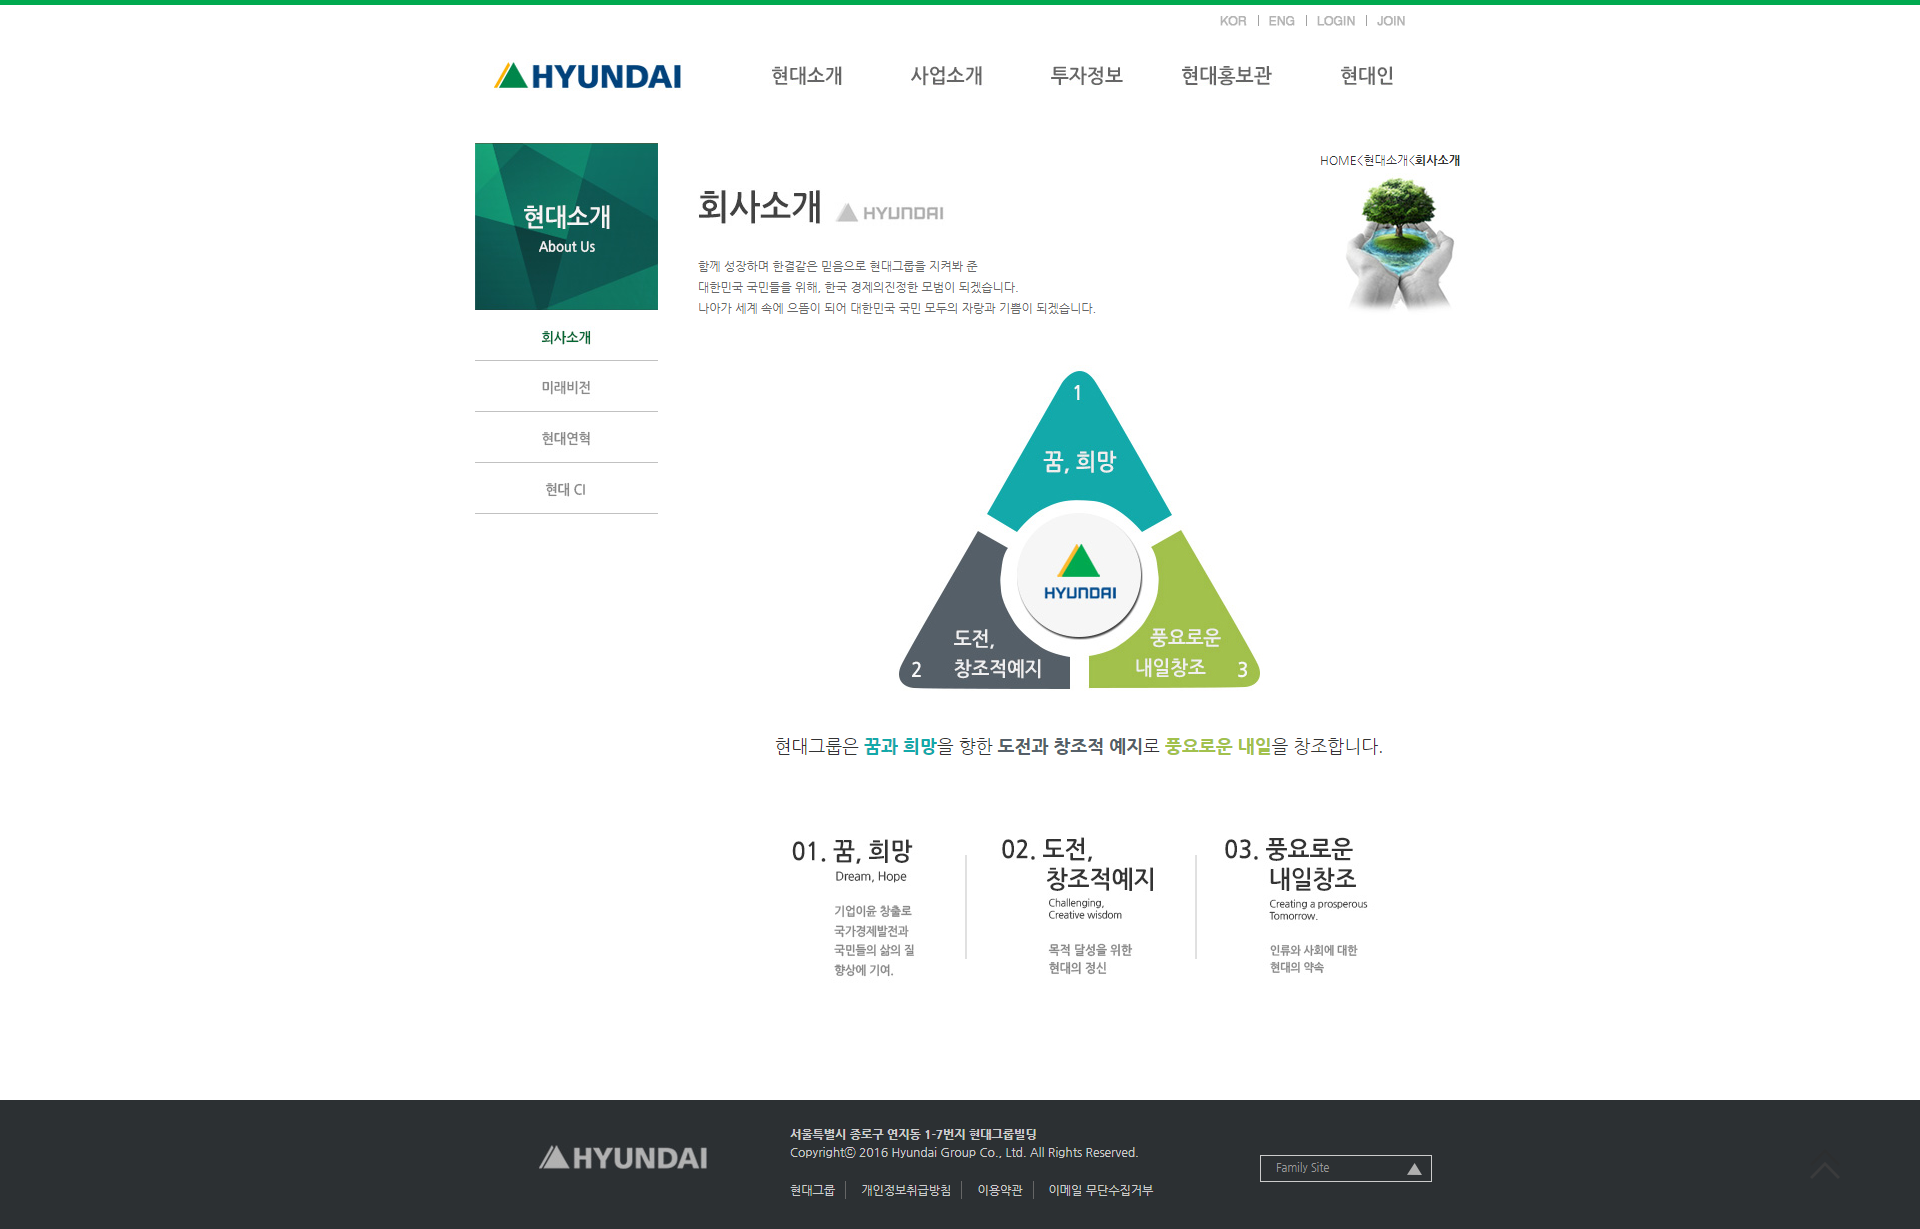 KOR | ENG | LOGIN | JOIN
HYUNDAI
현대소개 사업소개 투자정보 현대홍보관 현대인
현대소개
About Us
회사소개
미래비전
현대연혁
현대 CI
HOME<현대소개<회사소개
회사소개 HYUNDAI
함께 성장하며 한결같은 믿음으로 현대그룹을 지켜봐 준
대한민국 국민들을 위해, 한국 경제의진정한 모범이 되겠습니다.
나아가 세계 속에 으뜸이 되어 대한민국 국민 모두의 자랑과 기쁨이 되겠습니다.
1
꿈, 희망
HYUNDAI
도전,
창조적예지
2
풍요로운
내일창조
3
현대그룹은 꿈과 희망을 향한 도전과 창조적 예지로 풍요로운 내일을 창조합니다.
01. 꿈, 희망
Dream, Hope
기업이윤 창출로
국가경제발전과
국민들의 삶의 질
향상에 기여.
02. 도전,
창조적예지
Challenging,
Creative wisdom
목적 달성을 위한
현대의 정신
03. 풍요로운
내일창조
Creating a prosperous
Tomorrow.
인류와 사회에 대한
현대의 약속
HYUNDAI
서울특별시 종로구 연지동 1-7번지 현대그룹빌딩
Copyrightⓒ 2016 Hyundai Group Co., Ltd. All Rights Reserved.
현대그룹 | 개인정보취급방침 | 이용약관 | 이메일 무단수집거부
Family Site